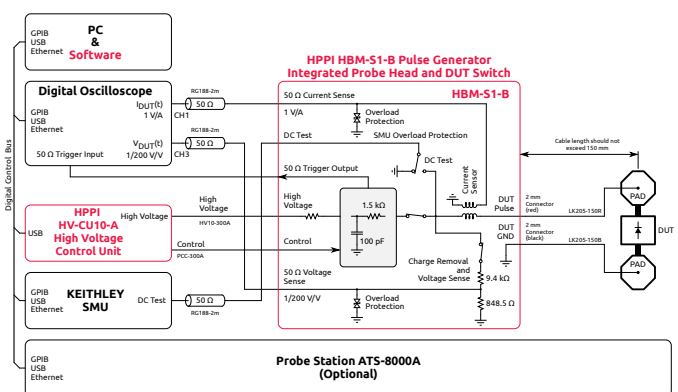 GPIB
USB
Ethernet
PC
&
Software
HPPI HBM-S1-B Pulse Generator
Integrated Probe Head and DUT Switch
Digital Oscilloscope
GPIB
USB
Ethernet
IDUT(t)
1 V/A
VDUT(t)
1/200 V/V
50 Ω Trigger Input
RG188-2m
50 Ω
CH1
RG188-2m
50 Ω
CH3
HBM-S1-B
50 Ω Current Sense
1 V/A
Overload
Protection
DC Test
SMU Overload Protection
DC Test
50 Ω Trigger Output
Current
Sensor
Cable length should not
exceed 150 mm
Digital Control Bus
HPPI
HV-CU10-A
High Voltage
Control Unit
USB
High Voltage
High
Voltage
HV10-300A
Control
PCC-300A
High
Voltage
Control
1.5 kΩ
100 pF
DUT
Pulse
DUT
GND
2 mm
Connector
(red)
LK205-150R
2 mm
Connector
(black)
LK205-150B
PAD
DUT
PAD
Charge Removal
and
Voltage Sense
9.4 kΩ
848.5 Ω
50 Ω Voltage
Sense
1/200 V/V
Overload
Protection
GPIB
USB
Ethernet
KEITHLEY
SMU
DC Test
50 Ω
RG188-2m
GPIB
USB
Ethernet
Probe Station ATS-8000A
(Optional)